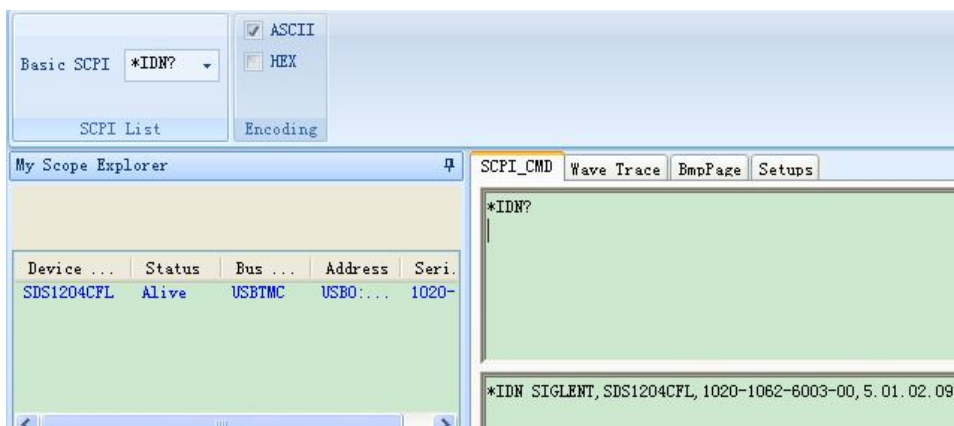 Basic SCPI *IDN?
ASCII
HEX
SCPI List
Encoding
My Scope Explorer
Device ... Status Bus ... Address Seri.
SDS1204CFL Alive USBTMC USB0:... 1020-
SCPI_CMD Wave Trace BmpPage Setups
*IDN?
*IDN SIGLENT, SDS1204CFL, 1020-1062-6003-00, 5.01.02.09